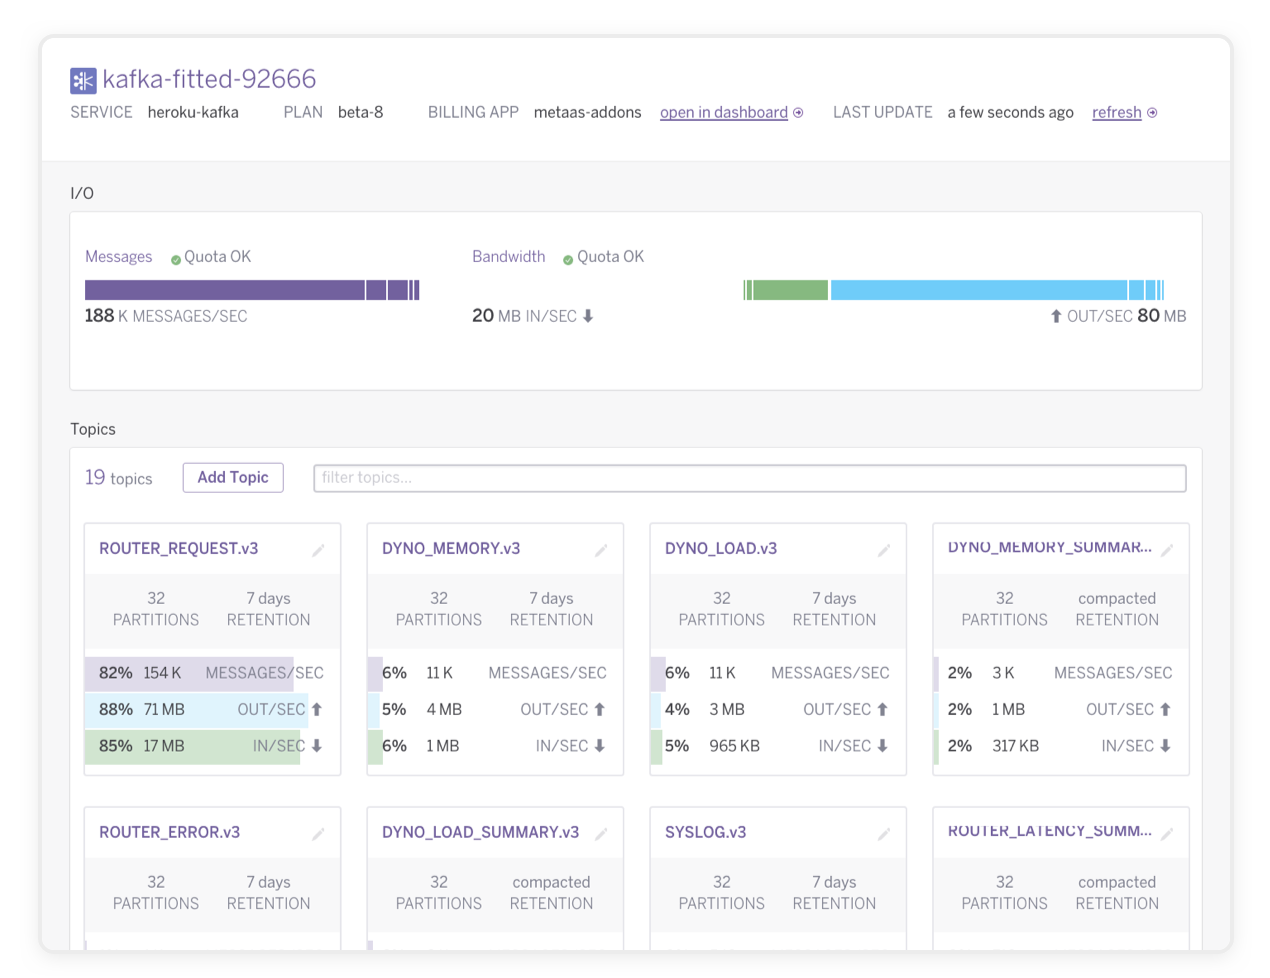 kafka-fitted-92666
SERVICE heroku-kafka PLAN beta-8 BILLING APP metaas-addons open in dashboard LAST UPDATE a few seconds ago refresh
I/O
Messages Quota OK Bandwidth Quota OK
188 K MESSAGES/SEC 20 MB IN/SEC OUT/SEC 80 MB
Topics
19 topics Add Topic filter topics...
ROUTER_REQUEST.v3 DYNO_MEMORY.v3 DYNO_LOAD.v3 DYNO_MEMORY_SUMMAR...
32 7 days 32 7 days 32 7 days 32 compacted
PARTITIONS RETENTION PARTITIONS RETENTION PARTITIONS RETENTION PARTITIONS RETENTION
82% 154 K MESSAGES/SEC 6% 11 K MESSAGES/SEC 6% 11 K MESSAGES/SEC 2% 3 K MESSAGES/SEC
88% 71 MB OUT/SEC 5% 4 MB OUT/SEC 4% 3 MB OUT/SEC 2% 1 MB OUT/SEC
85% 17 MB IN/SEC 6% 1 MB IN/SEC 5% 965 KB IN/SEC 2% 317 KB IN/SEC
ROUTER_ERROR.v3 DYNO_LOAD_SUMMARY.v3 SYSLOG.v3 ROUTER_LATENCY_SUMM...
32 7 days 32 compacted 32 7 days 32 compacted
PARTITIONS RETENTION PARTITIONS RETENTION PARTITIONS RETENTION PARTITIONS RETENTION